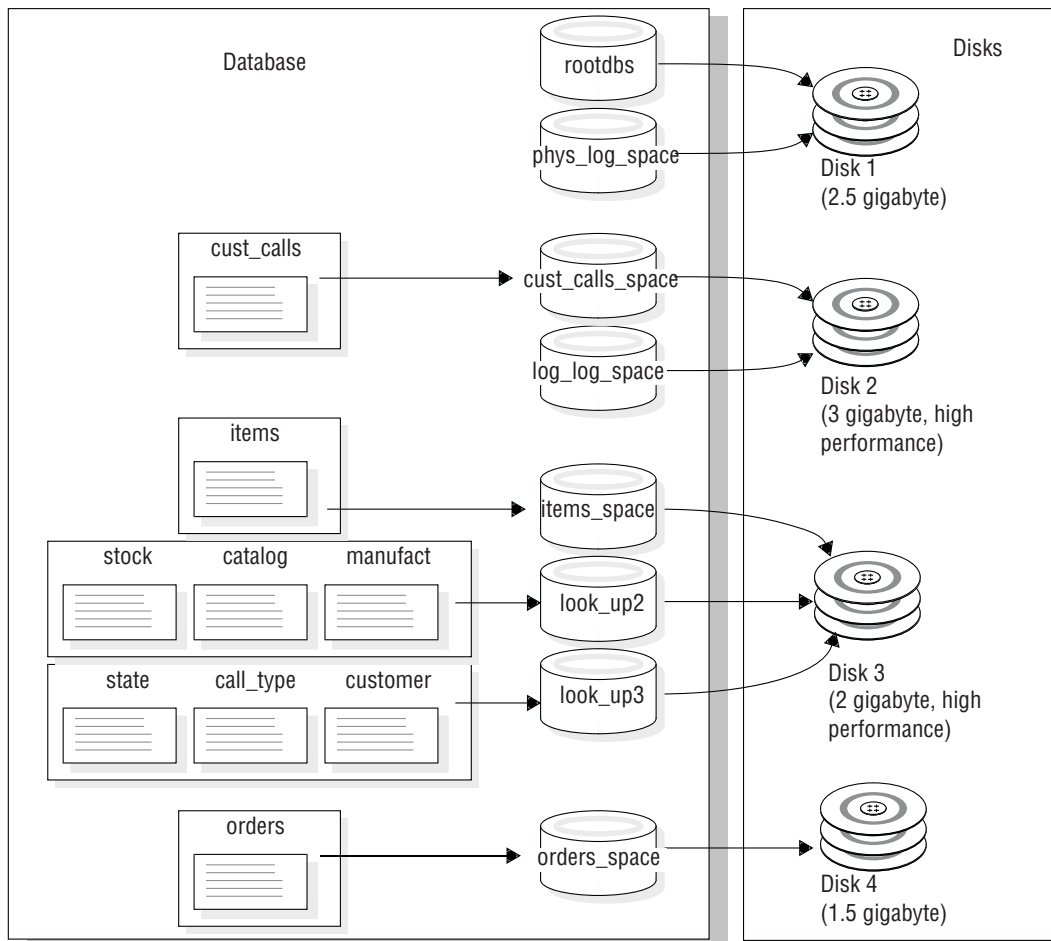 Database
Disks
rootdbs
phys_log_space
Disk 1
(2.5 gigabyte)
cust_calls
cust_calls_space
log_log_space
Disk 2
(3 gigabyte, high
performance)
items
items_space
stock catalog manufact
look_up2
state call_type customer
look_up3
Disk 3
(2 gigabyte, high
performance)
orders
orders_space
Disk 4
(1.5 gigabyte)